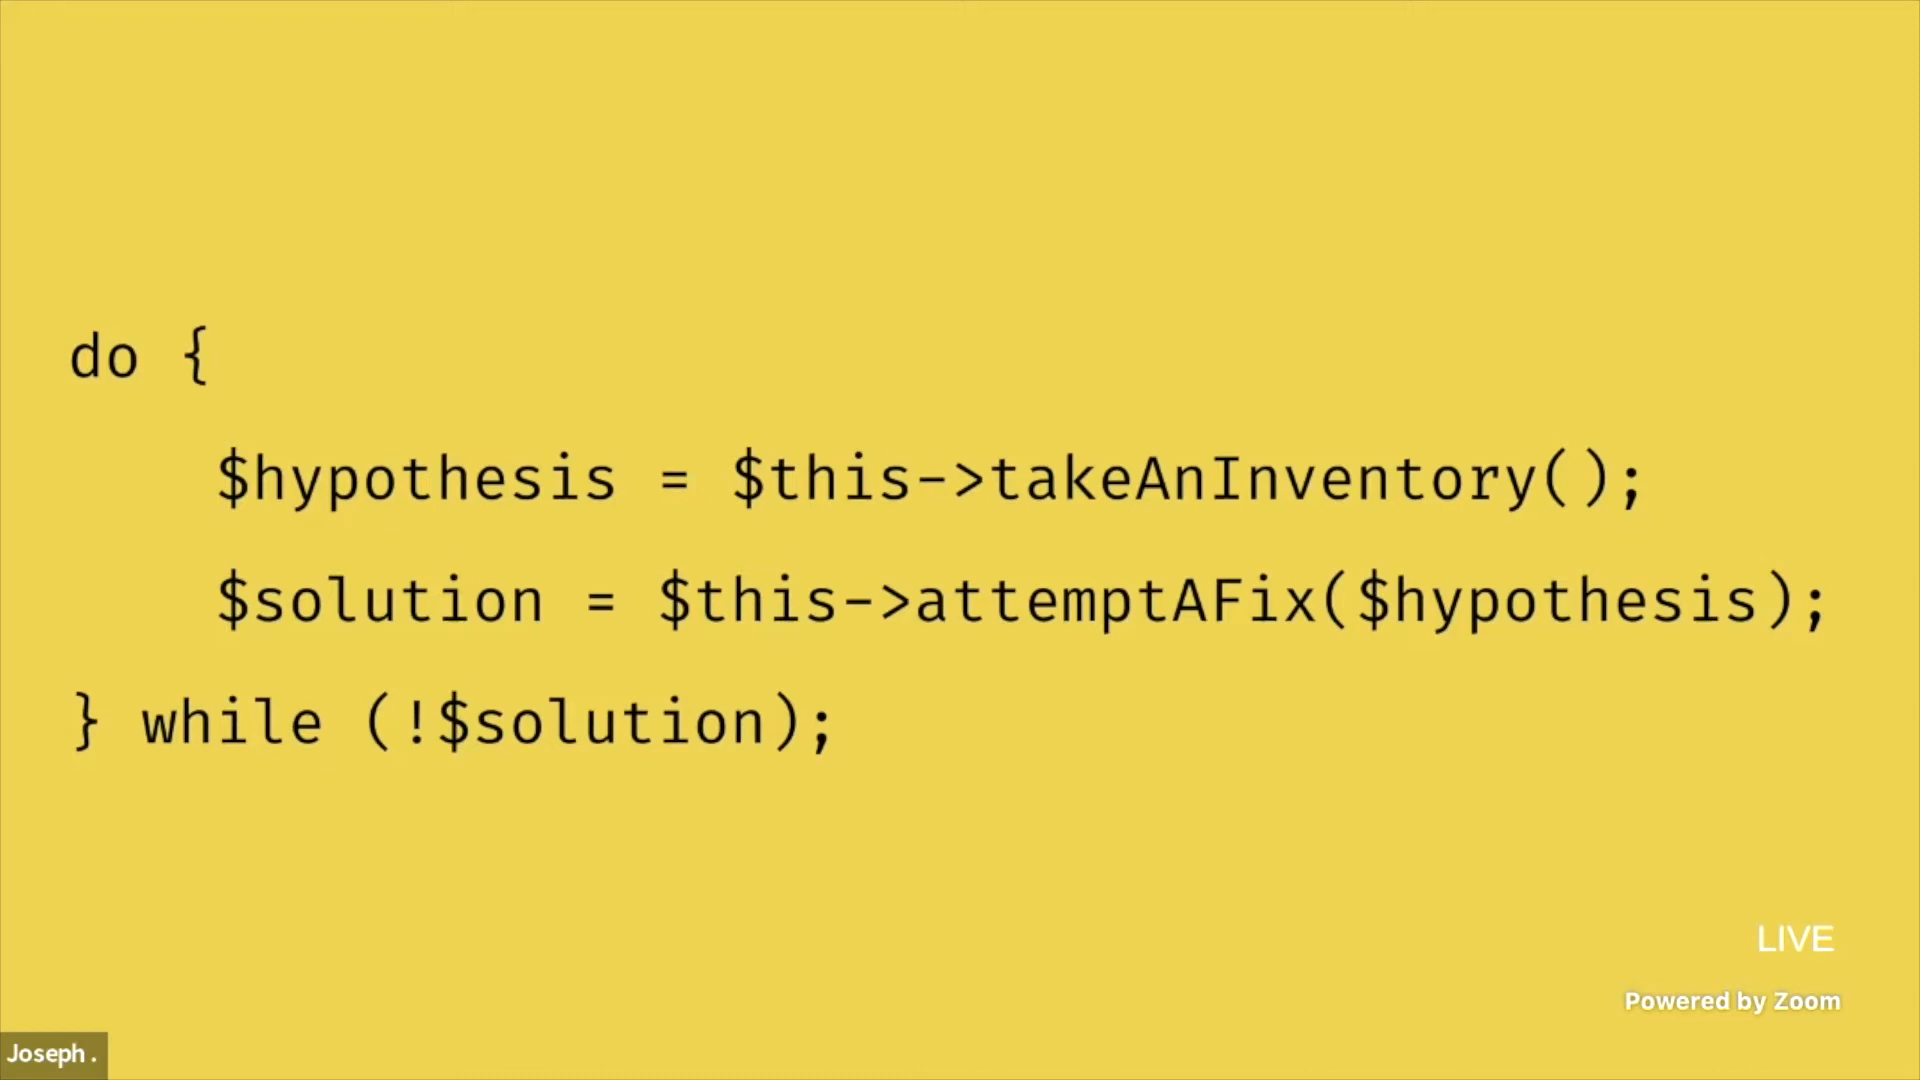 do {
$hypothesis = $this->takeAnInventory();
$solution = $this->attemptAFix($hypothesis);
} while (!$solution);
LIVE
Powered by Zoom
Joseph .